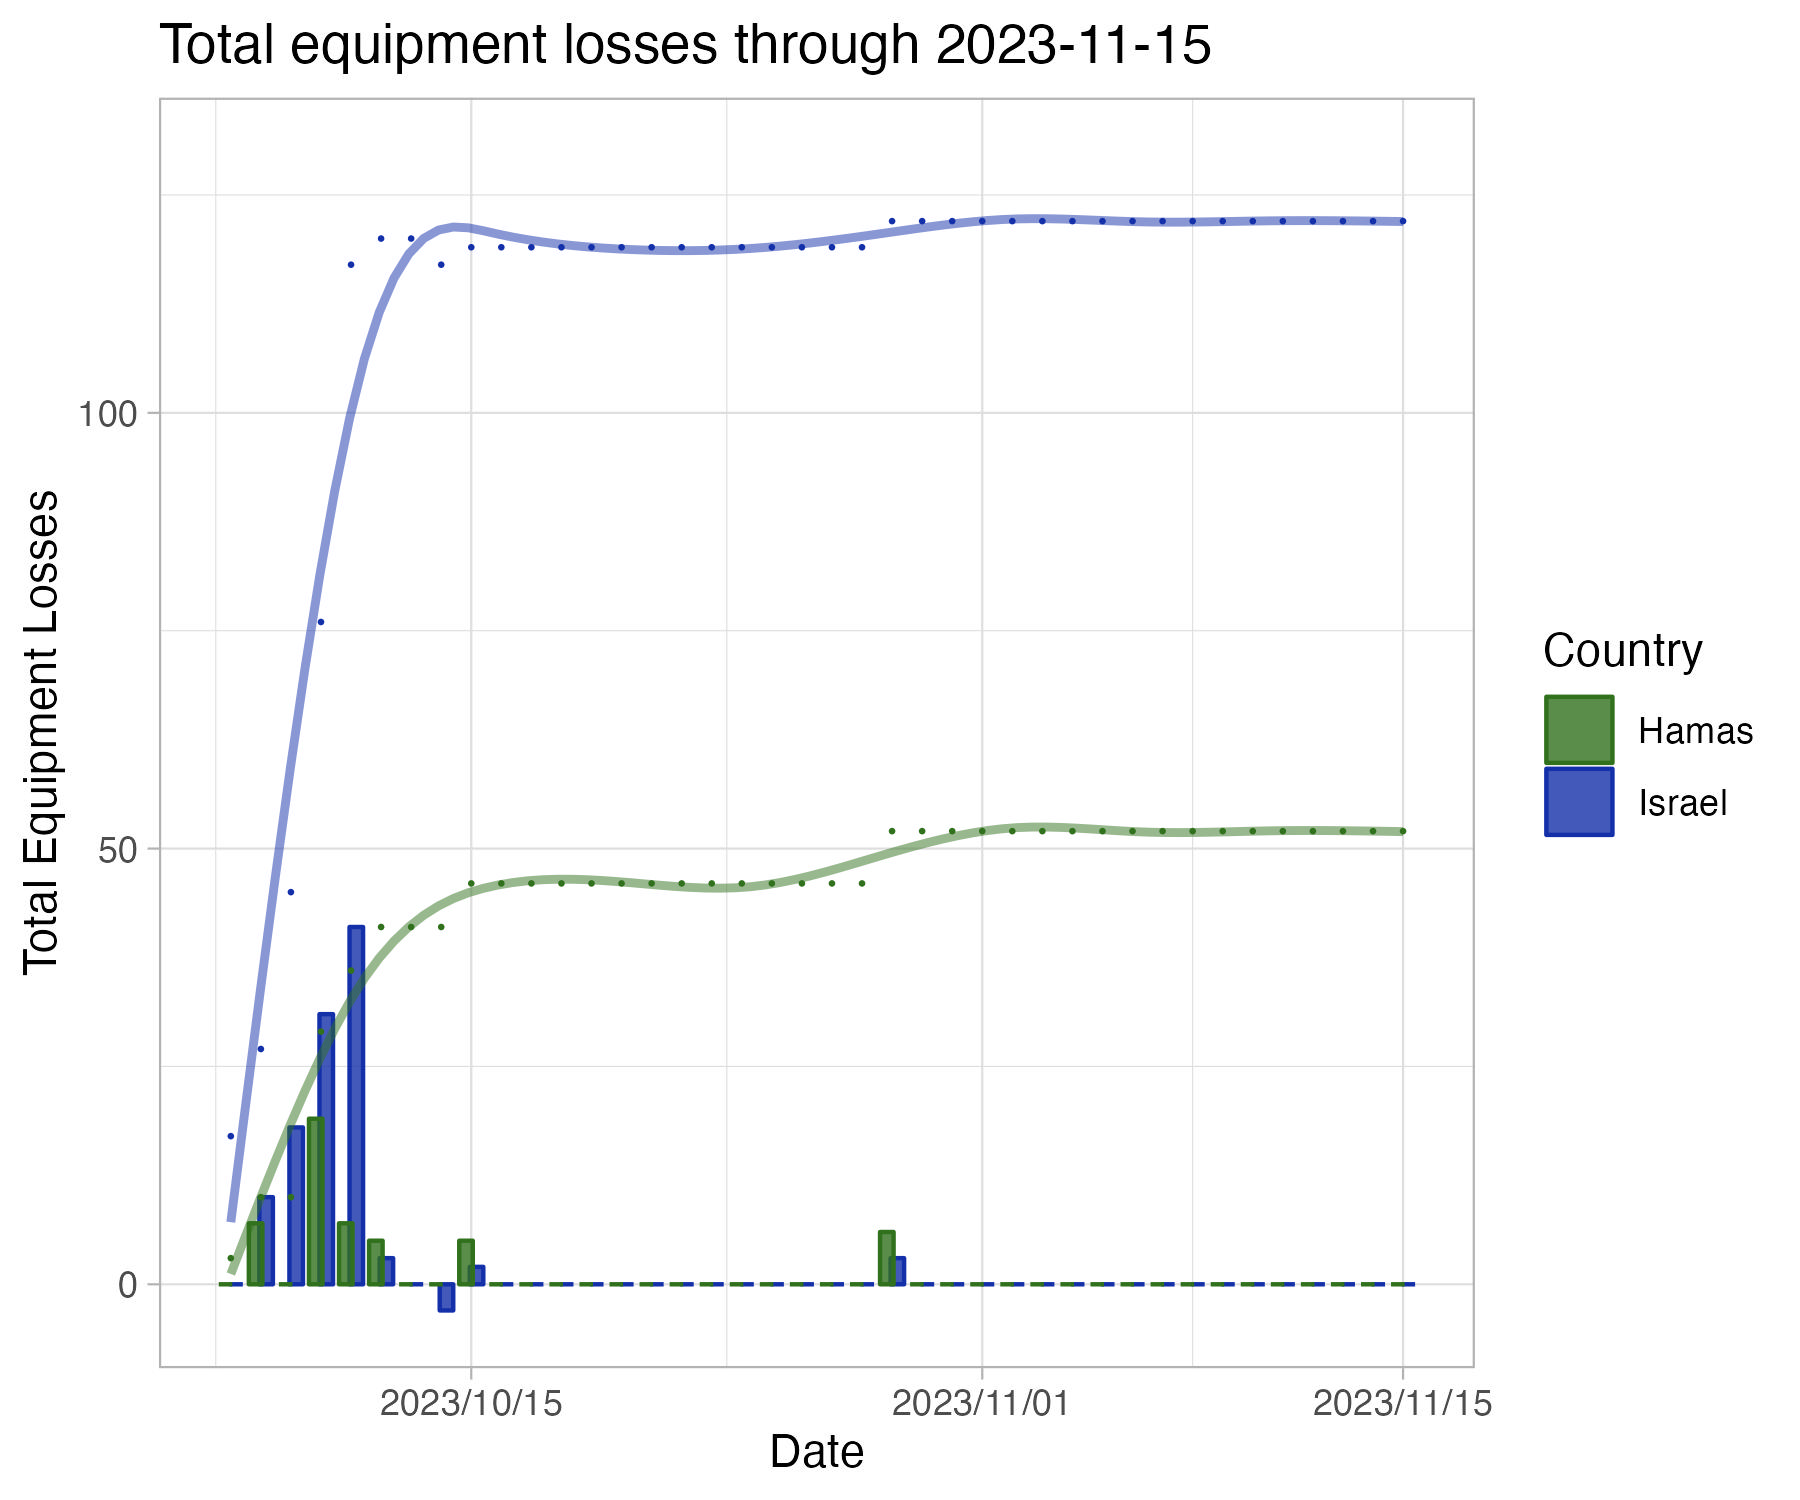 Total equipment losses through 2023-11-15
Total Equipment Losses
100
50
0
2023/10/15
2023/11/01
2023/11/15
Date
Country
Hamas
Israel